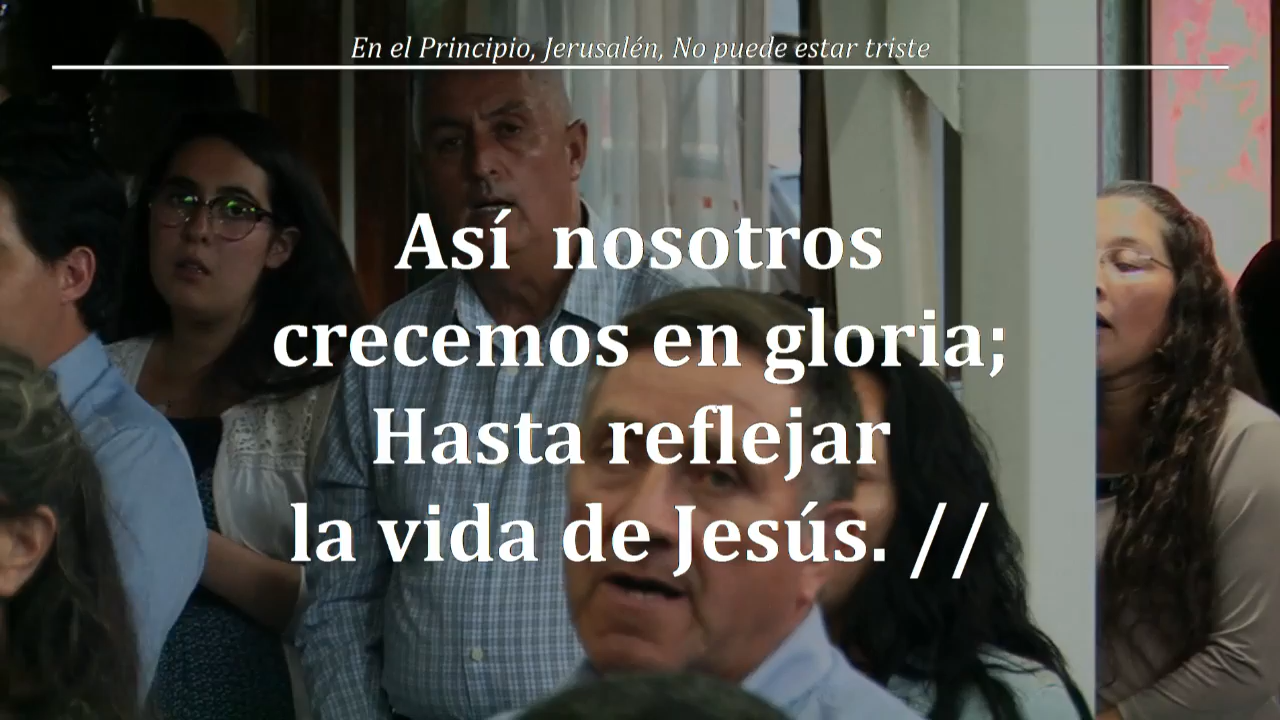 En el Principio, Jerusalén, No puede estar triste
Así  nosotros
crecemos en gloria;
Hasta reflejar
la vida de Jesús. //